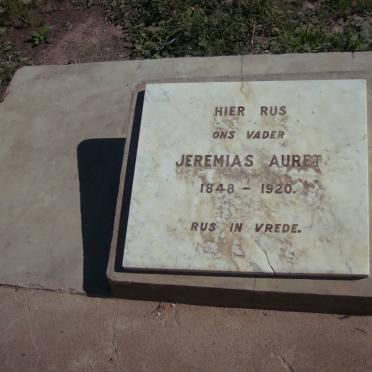 HIER RUS
ONS VADER
JEREMIAS AURET
1848 - 1920.
RUS IN VREDE.